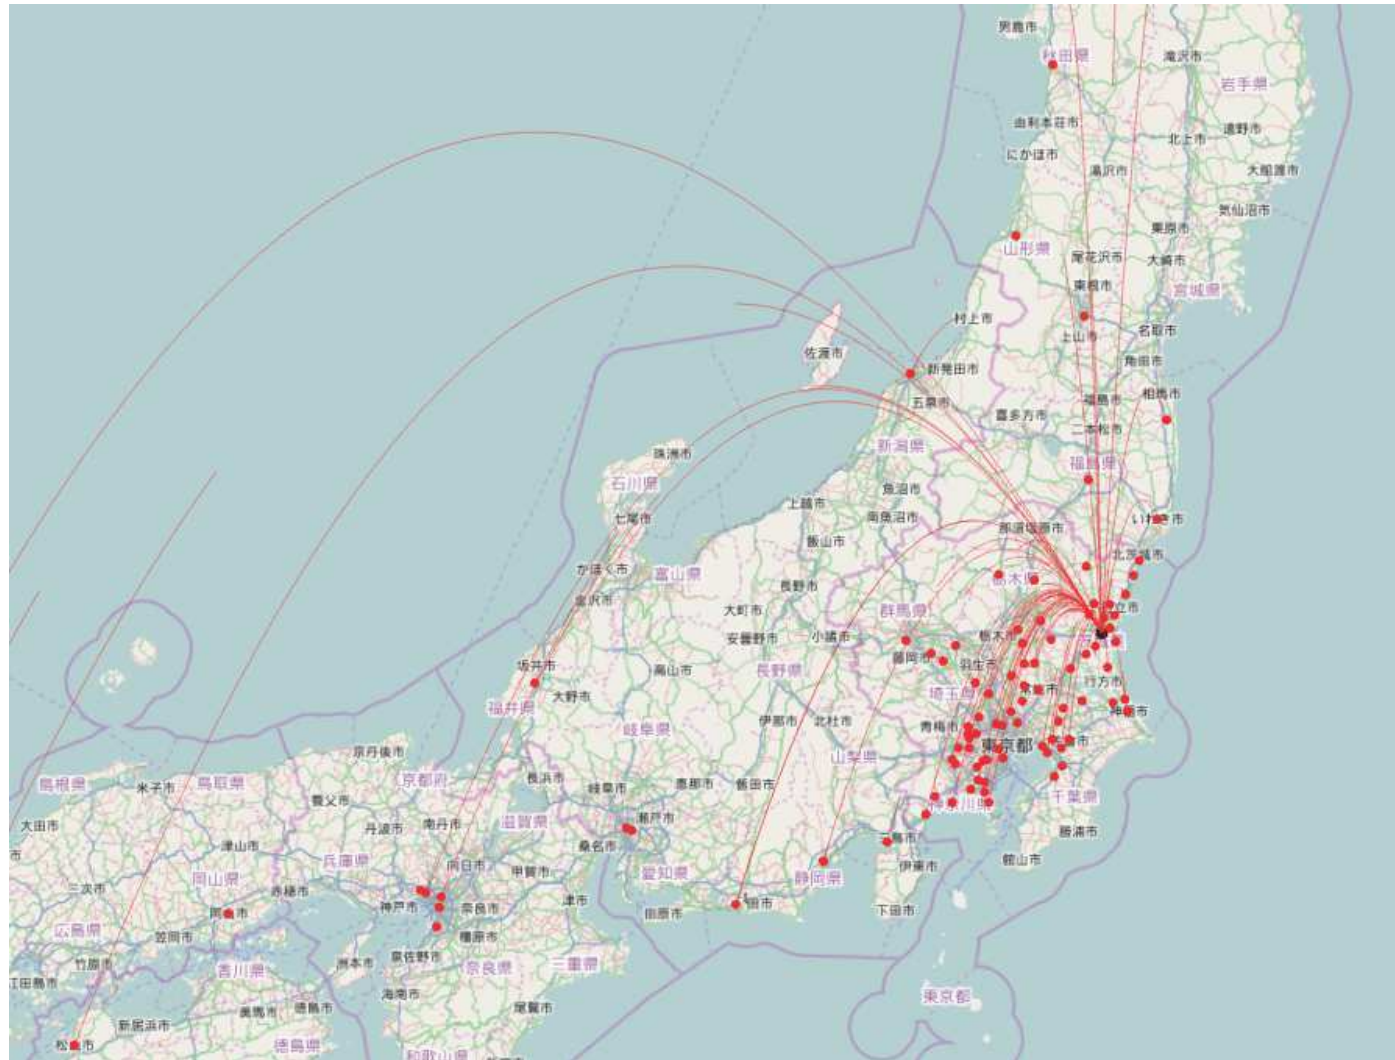 男鹿市
秋田県
滝沢市
岩手県
由利本荘市
北上市
遠野市
にかほ市
湯沢市
大船渡市
気仙沼市
栗原市
山形県
尾花沢市
大崎市
東根市
宮城県
村上市
名取市
上山市
佐渡市
角田市
新発田市
相馬市
五泉市
福島市
喜多方市
二本松市
新潟県
珠洲市
福島県
石川県
魚沼市
上越市
七尾市
南魚沼市
いわき市
那須塩原市
飯山市
北茨城市
かほく市
富山県
栃木県
長野市
金沢市
大町市
群馬県
立市
安曇野市
小諸市
栃木市
藤岡市
坂井市
高山市
長野県
羽生市
大野市
行方市
埼玉県
福井県
伊那市
北杜市
青梅市
岐阜県
東京都
京丹後市
山梨県
島根県
米子市
鳥取県
京都府
長浜市
岐阜市
恵那市
飯田市
千葉県
養父市
神奈川県
大田市
丹波市
南丹市
滋賀県
瀬戸市
勝浦市
津山市
桑名市
三島市
市
兵庫県
向日市
甲賀市
愛知県
館山市
伊東市
岡山県
静岡県
三次市
赤穂市
神戸市
奈良市
津市
田原市
田市
下田市
岡山市
広島県
笠岡市
橿原市
竹原市
香川県
洲本市
泉佐野市
奈良県
三重県
江田島市
海南市
東京都
美馬市
徳島市
尾鷲市
新居浜市
松山市
徳島県
和歌山県